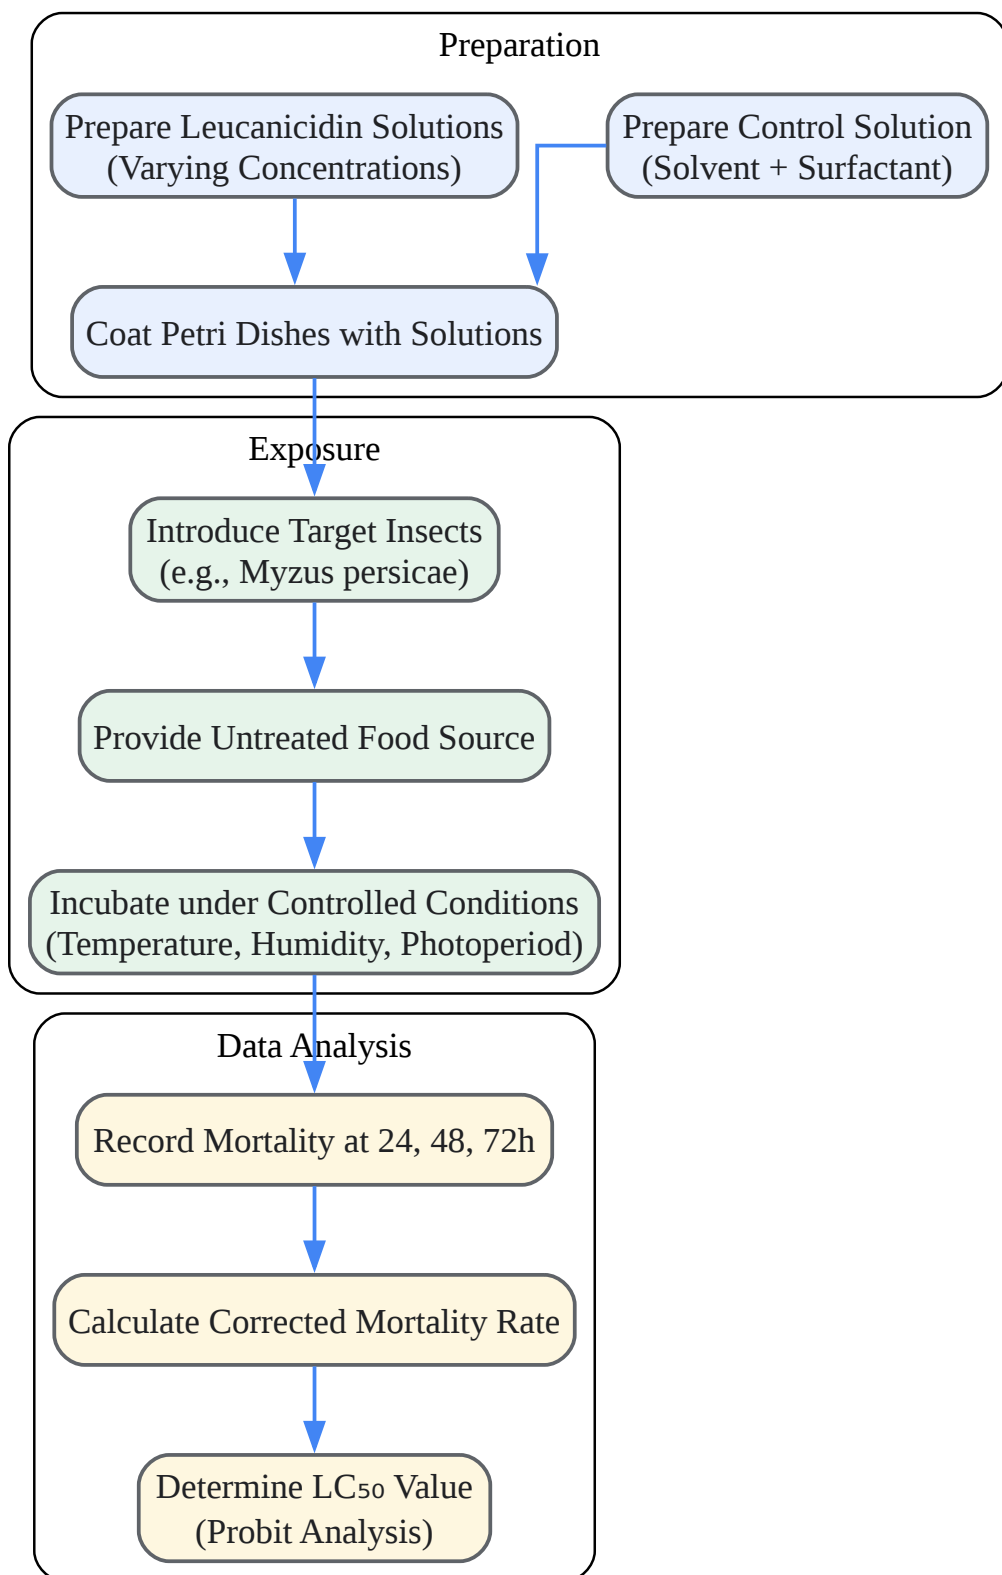 Preparation
Prepare Leucanicidin Solutions
(Varying Concentrations)
Prepare Control Solution
(Solvent + Surfactant)
Coat Petri Dishes with Solutions
Exposure
Introduce Target Insects
(e.g., Myzus persicae)
Provide Untreated Food Source
Incubate under Controlled Conditions
(Temperature, Humidity, Photoperiod)
Data Analysis
Record Mortality at 24, 48, 72h
Calculate Corrected Mortality Rate
Determine LC₅₀ Value
(Probit Analysis)